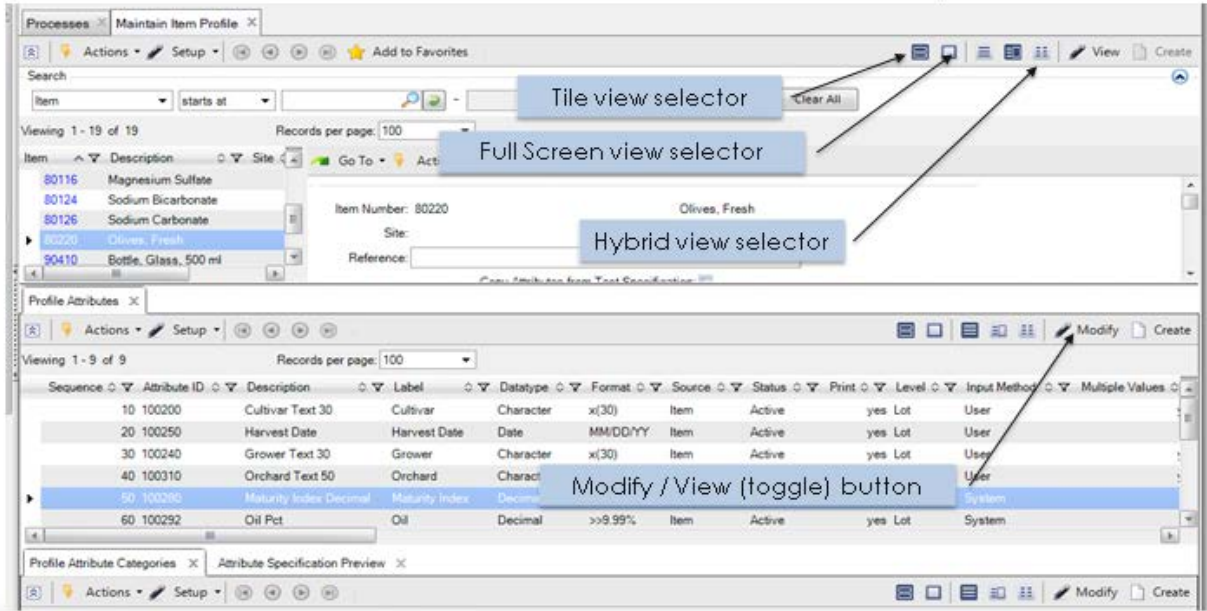 Processes Maintain Item Profile
Actions Setup Add to Favorites View Create
Search
Item starts at - Clear All
Tile view selector
Viewing 1 - 19 of 19 Records per page: 100
Item Description Site Go To
Full Screen view selector
80116 Magnesium Sulfate
80124 Sodium Bicarbonate
Item Number: 80220 Olives, Fresh
80126 Sodium Carbonate
Site:
80220 Olives, Fresh
Hybrid view selector
90410 Bottle, Glass, 500 ml
Reference:
Profile Attributes
Actions Setup Modify Create
Viewing 1 - 9 of 9 Records per page: 100
Sequence Attribute ID Description Label Datatype Format Source Status Print Level Input Method Multiple Values
10 100200 Cultivar Text 30 Cultivar Character x(30) Item Active yes Lot User
20 100250 Harvest Date Harvest Date Date MM/DD/YY Item Active yes Lot User
30 100240 Grower Text 30 Grower Character x(30) Item Active yes Lot User
40 100310 Orchard Text 50 Orchard User
Modify / View (toggle) button
50 100280 Maturity Index Decimal Maturity Index System
60 100292 Oil Pct Oil Decimal >>9.99% Item Active yes Lot System
Profile Attribute Categories Attribute Specification Preview
Actions Setup Modify Create